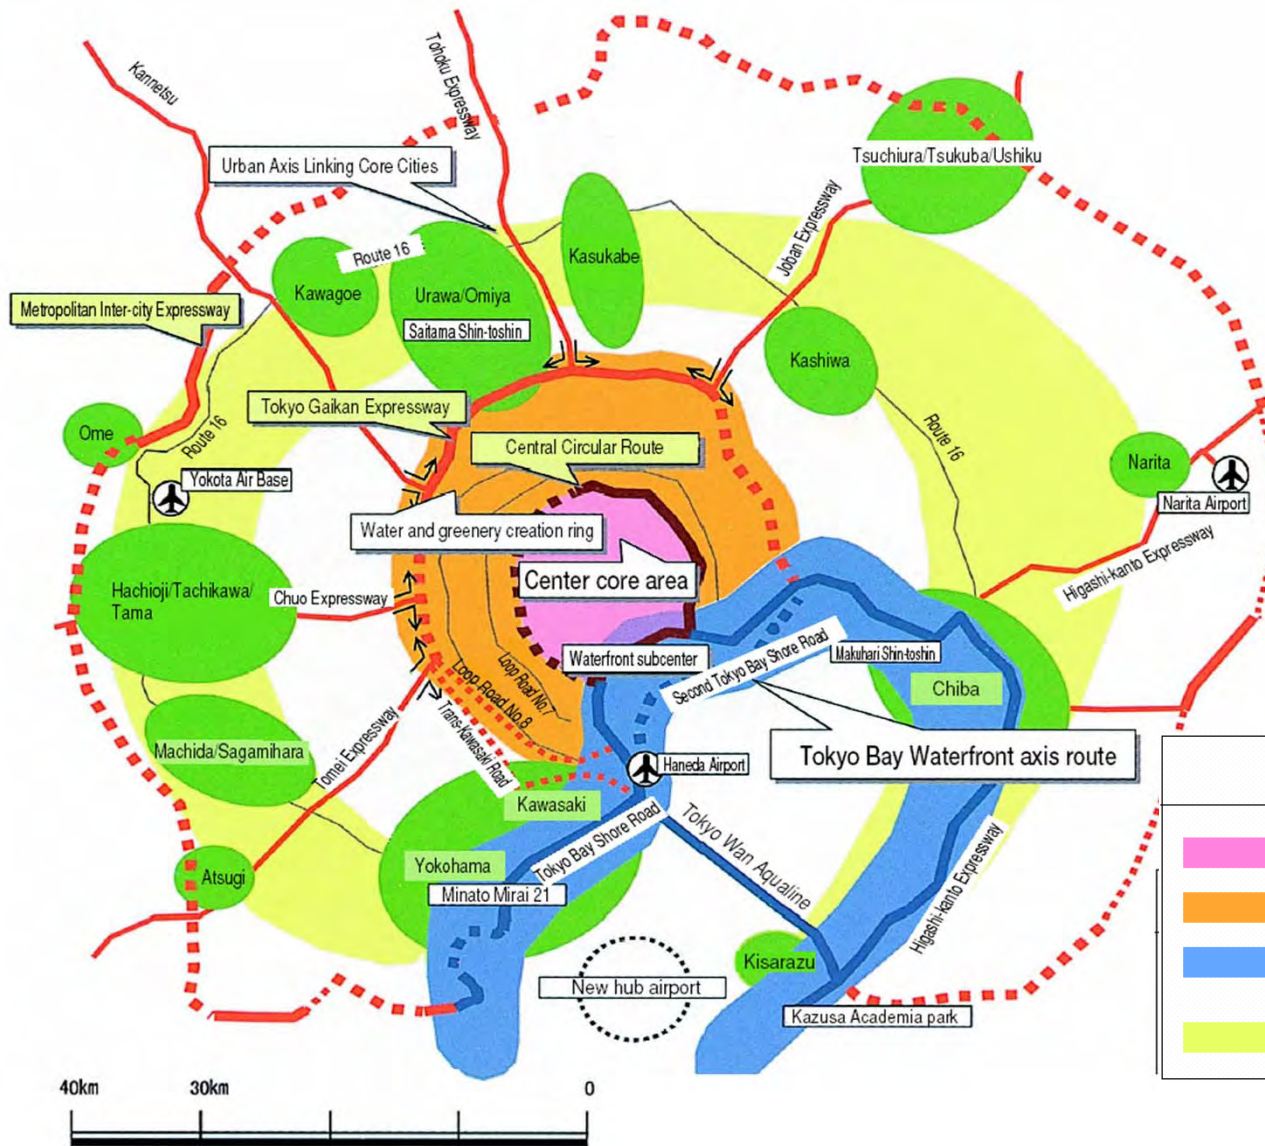 Kannetsu
Tohoku Expressway
Urban Axis Linking Core Cities
Tsuchiura/Tsukuba/Ushiku
Joban Expressway
Route 16
Kasukabe
Kawagoe
Urawa/Omiya
Metropolitan Inter-city Expressway
Saitama Shin-toshin
Kashiwa
Tokyo Gaikan Expressway
Ome
Route 16
Central Circular Route
Route 16
Narita
Yokota Air Base
Narita Airport
Water and greenery creation ring
Higashi-kanto Expressway
Center core area
Hachioji/Tachikawa/
Tama
Chuo Expressway
Waterfront subcenter
Second Tokyo Bay Shore Road
Makuhari Shin-toshin
Loop Road No.7
Loop Road No.8
Chiba
Trans-Kawasaki Road
Machida/Sagamihara
Tomei Expressway
Haneda Airport
Tokyo Bay Waterfront axis route
Kawasaki
Tokyo Bay Shore Road
Tokyo Wan Aqualine
Yokohama
Atsugi
Minato Mirai 21
Higashi-kanto Expressway
Kisarazu
New hub airport
Kazusa Academia park
40km
30km
0